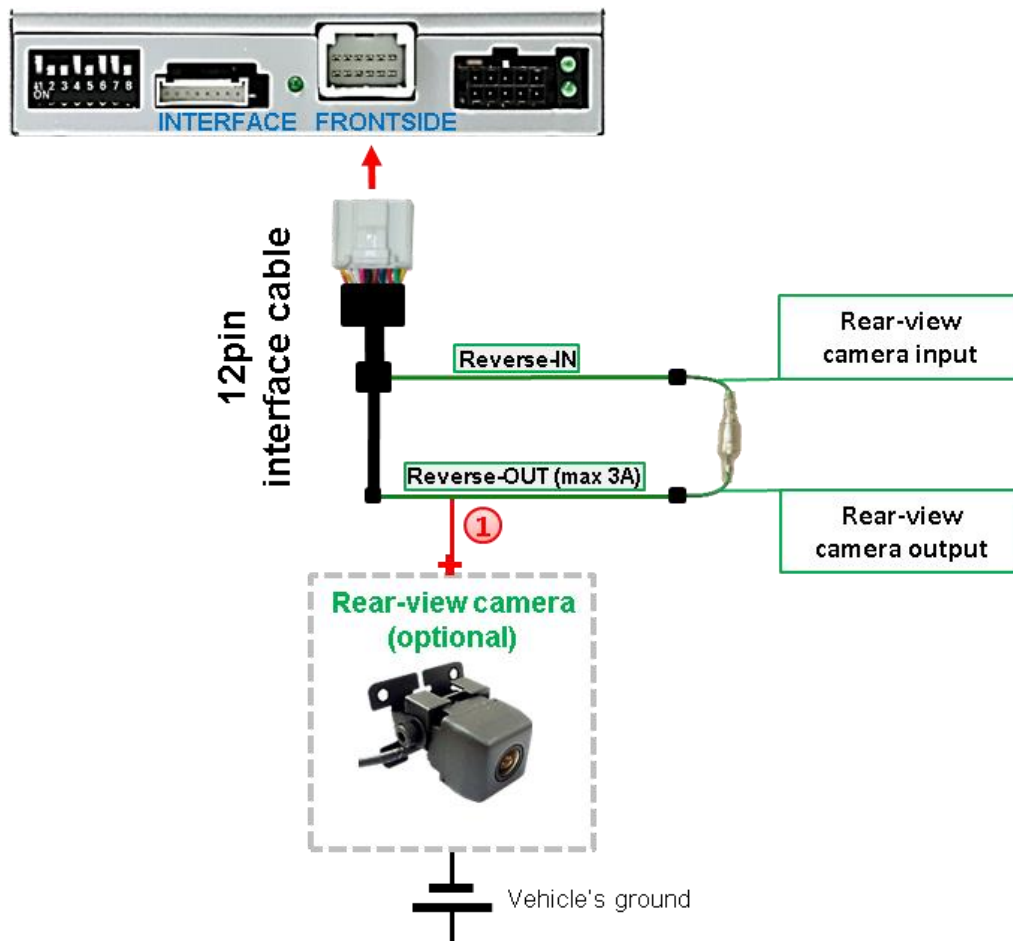 1 2 3 4 5 6 7 8
ON
INTERFACE FRONTSIDE
12pin
interface cable
Reverse-IN
Rear-view
camera input
Reverse-OUT (max 3A)
Rear-view
camera output
1
Rear-view camera
(optional)
Vehicle's ground